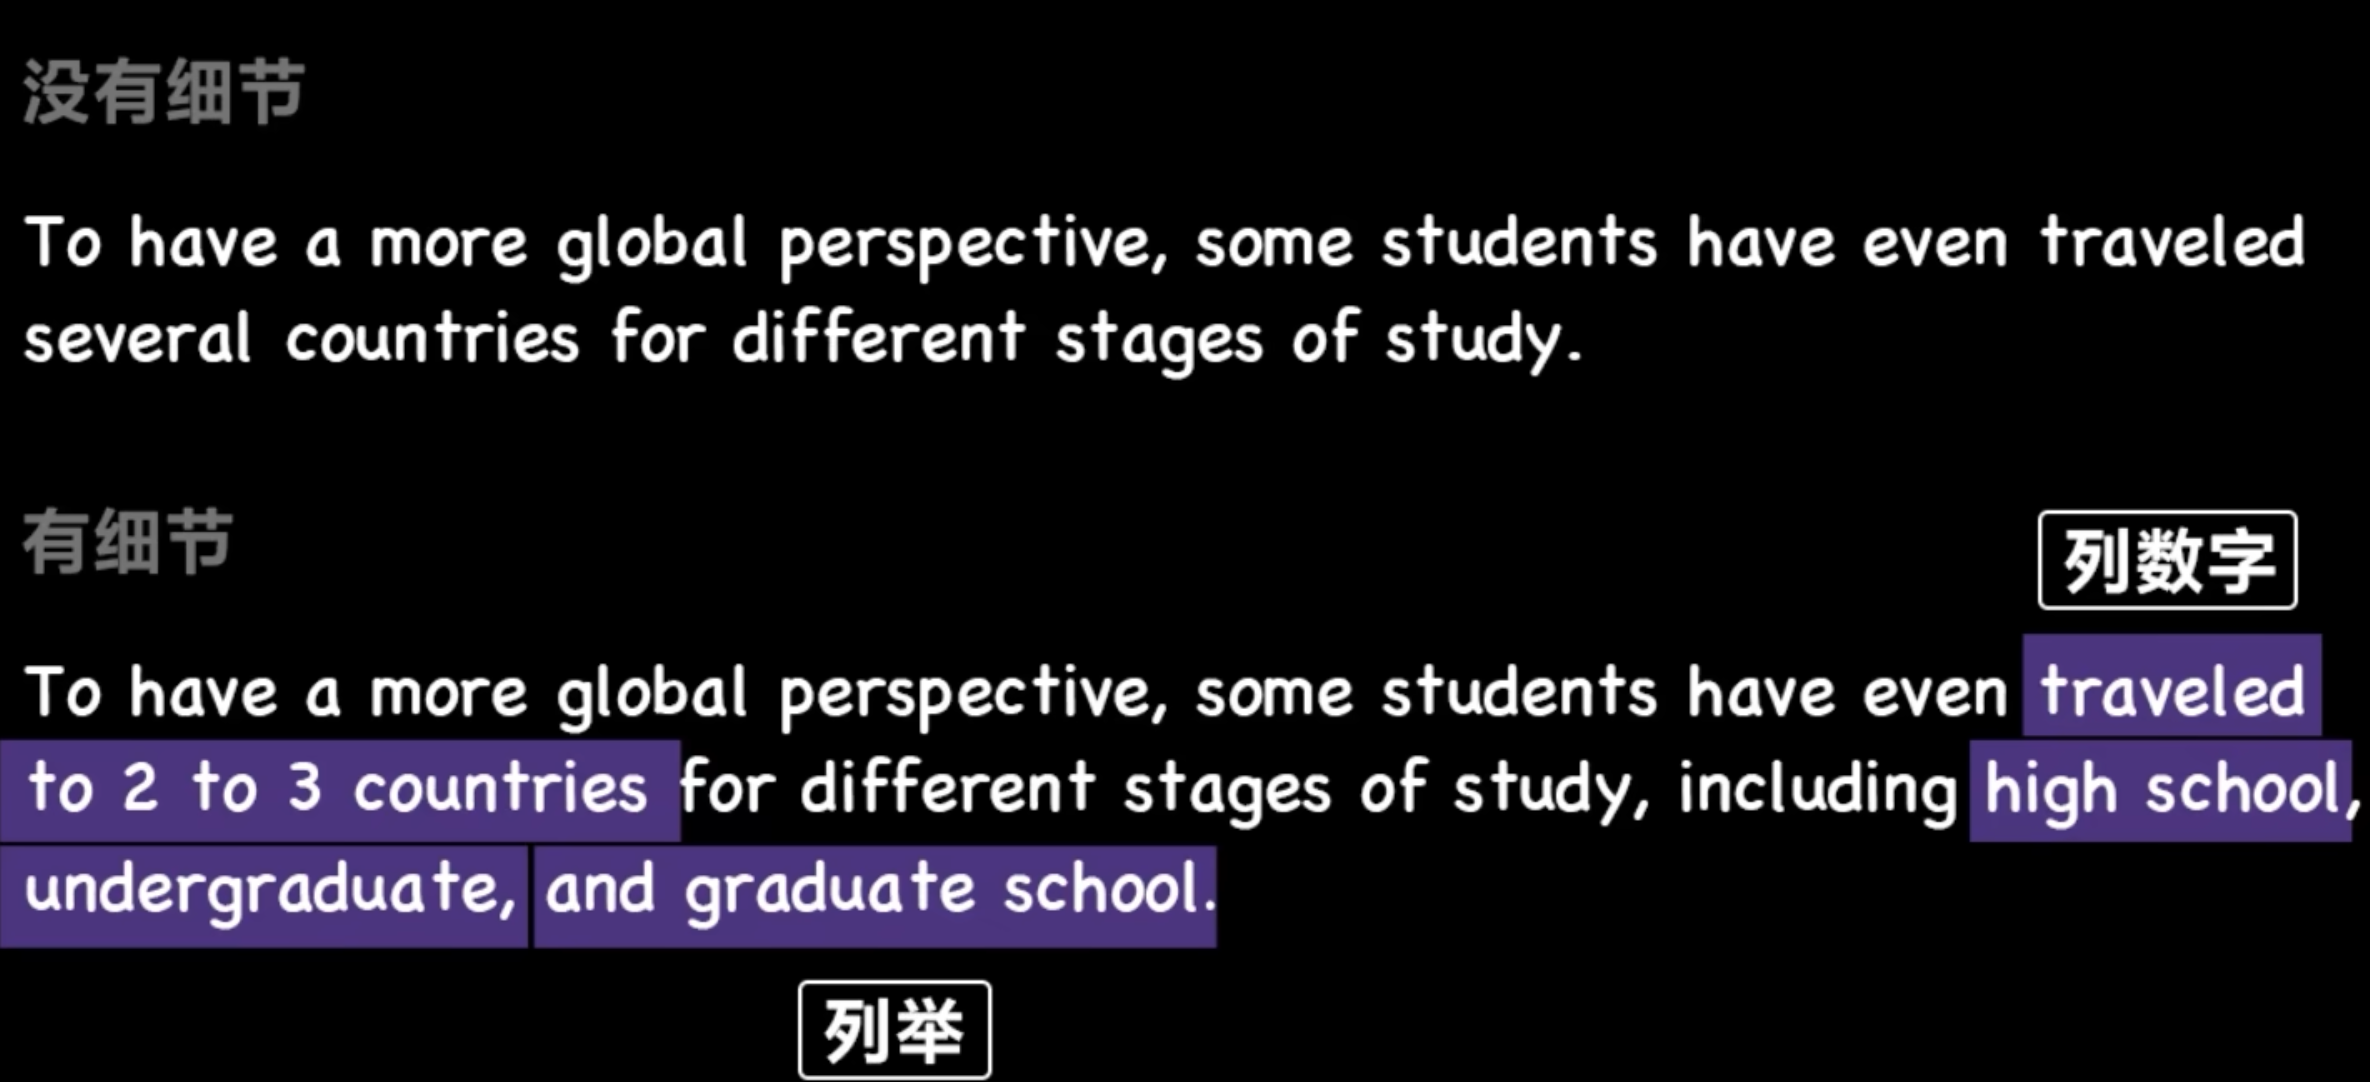 没有细节
To have a more global perspective, some students have even traveled
several countries for different stages of study.
有细节
列数字
To have a more global perspective, some students have even traveled
to 2 to 3 countries for different stages of study, including high school,
undergraduate, and graduate school.
列举